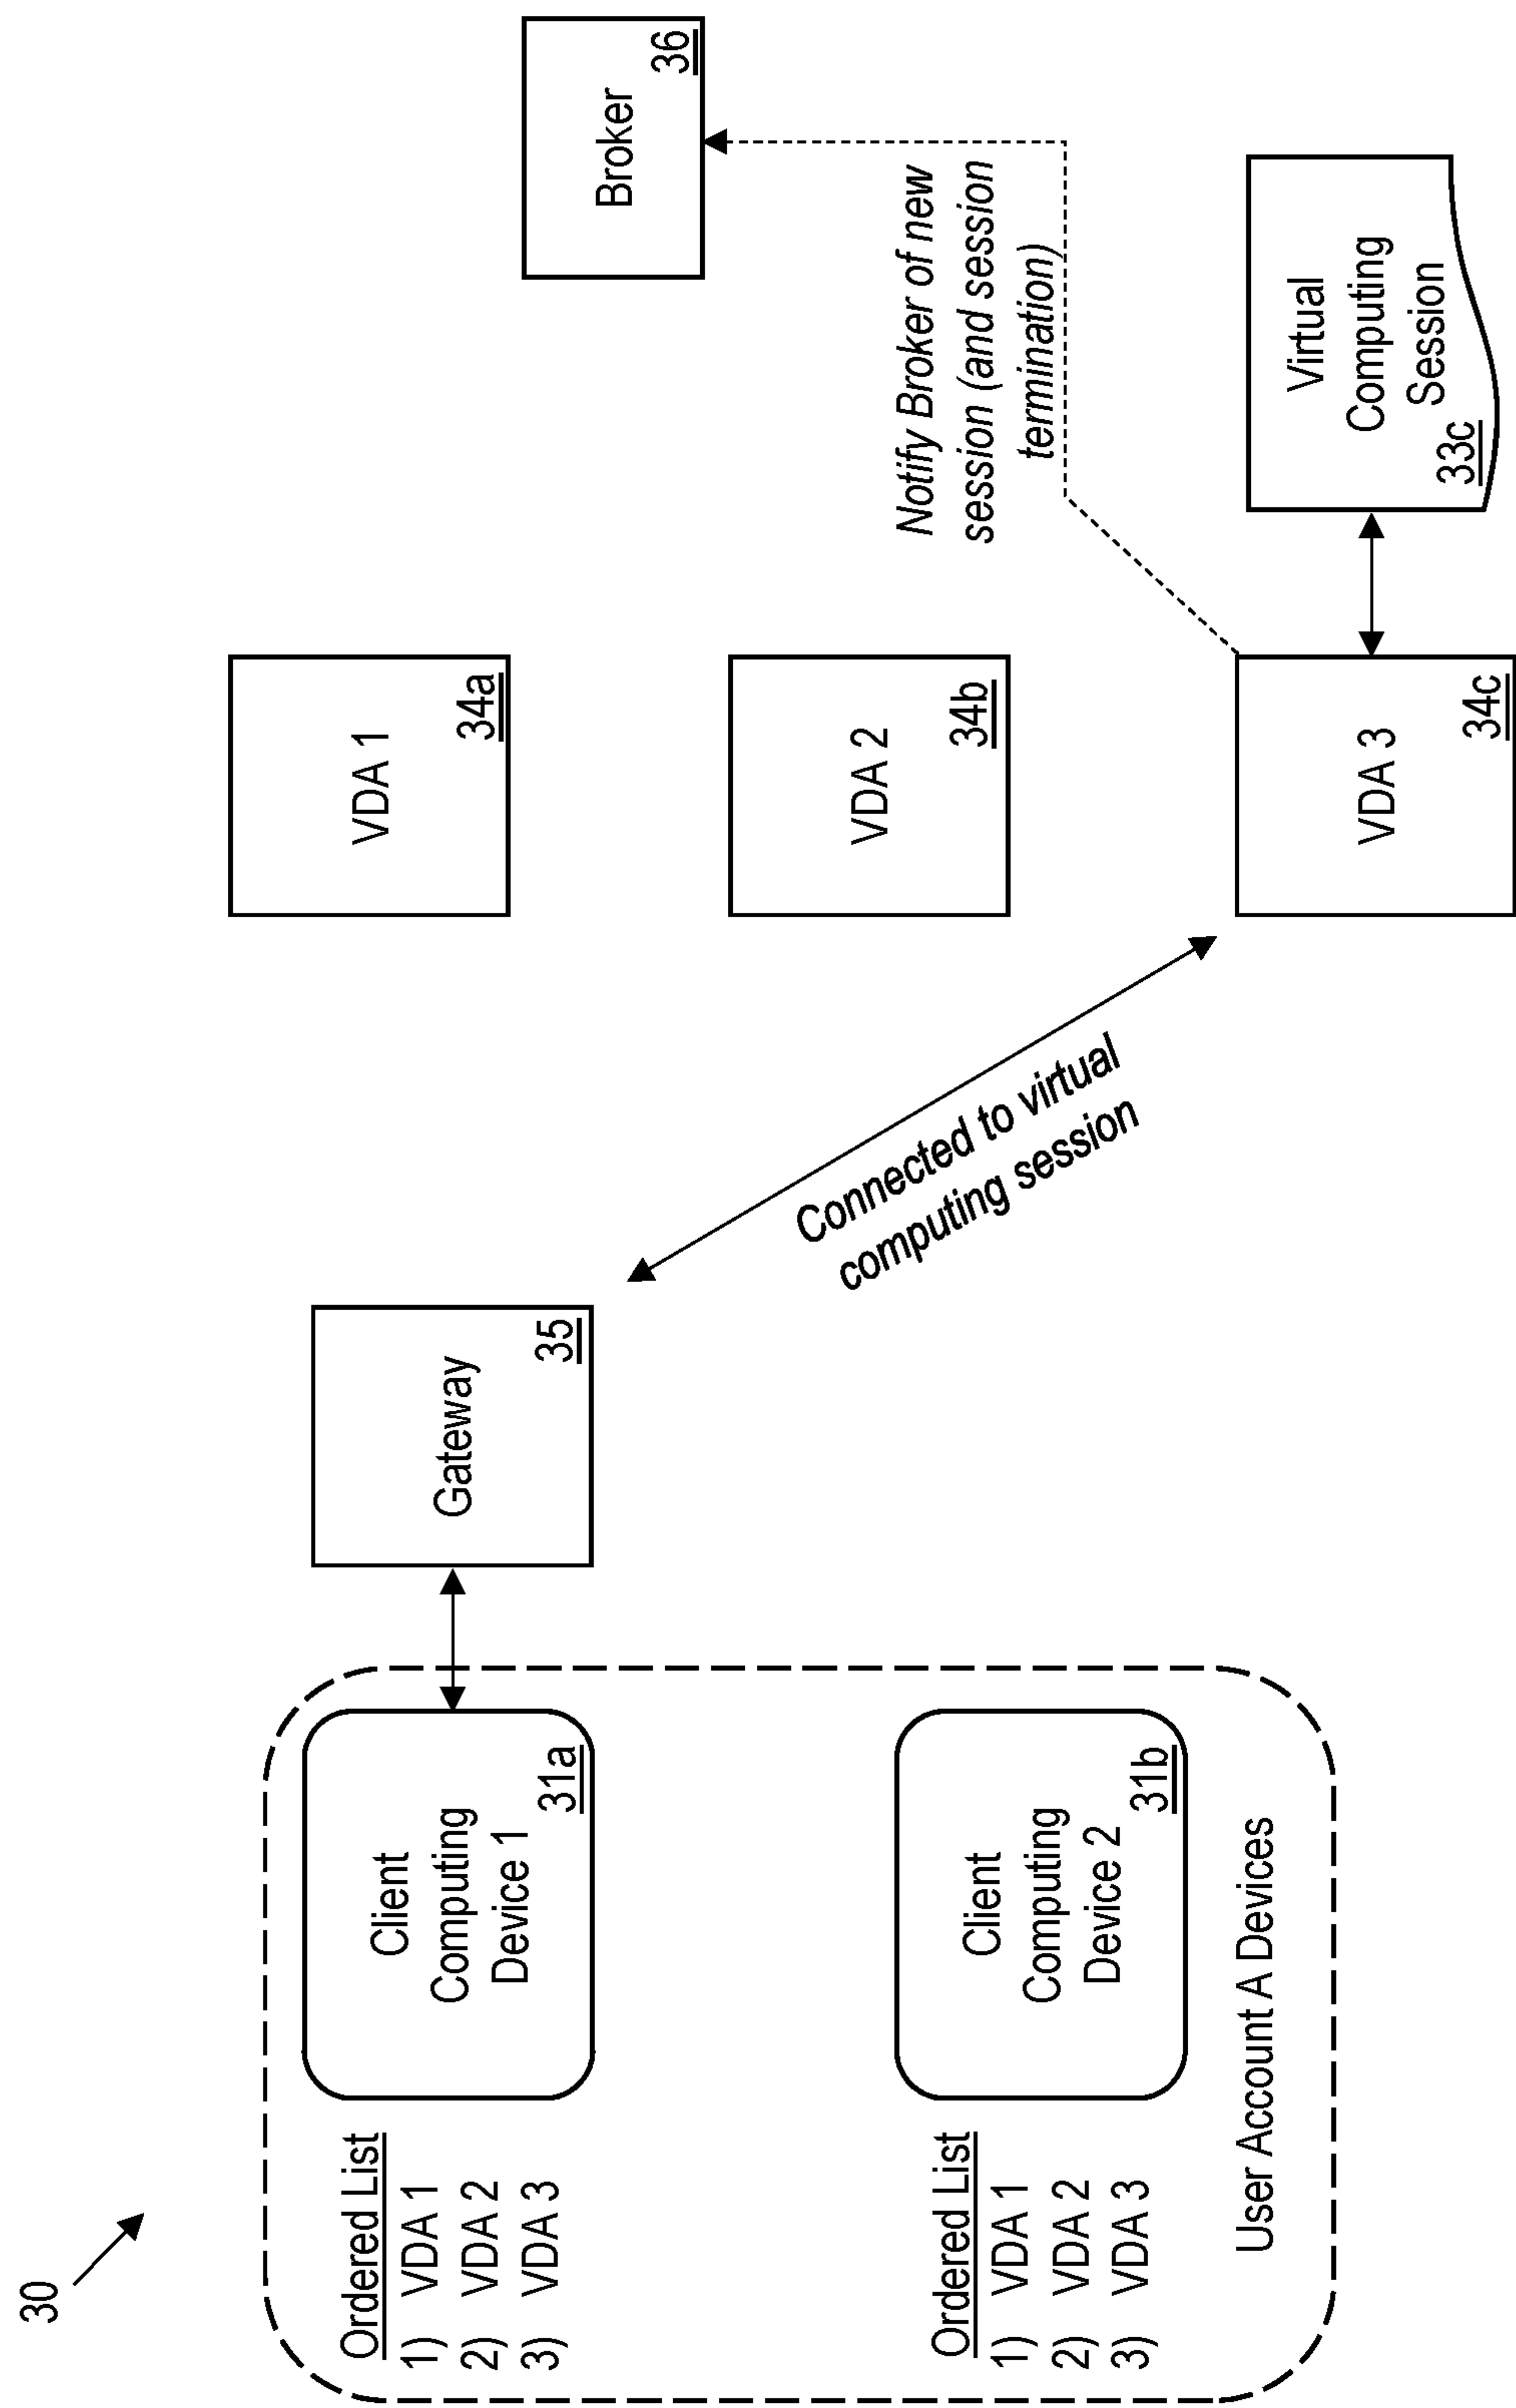 30
Ordered List
1) VDA 1
2) VDA 2
3) VDA 3
Client
Computing
Device 1
31a
Gateway
35
VDA 1
34a
Broker
36
Ordered List
1) VDA 1
2) VDA 2
3) VDA 3
Client
Computing
Device 2
31b
User Account A Devices
Connected to virtual
computing session
VDA 2
34b
Notify Broker of new
session (and session
termination)
VDA 3
34c
Virtual
Computing
Session
33c